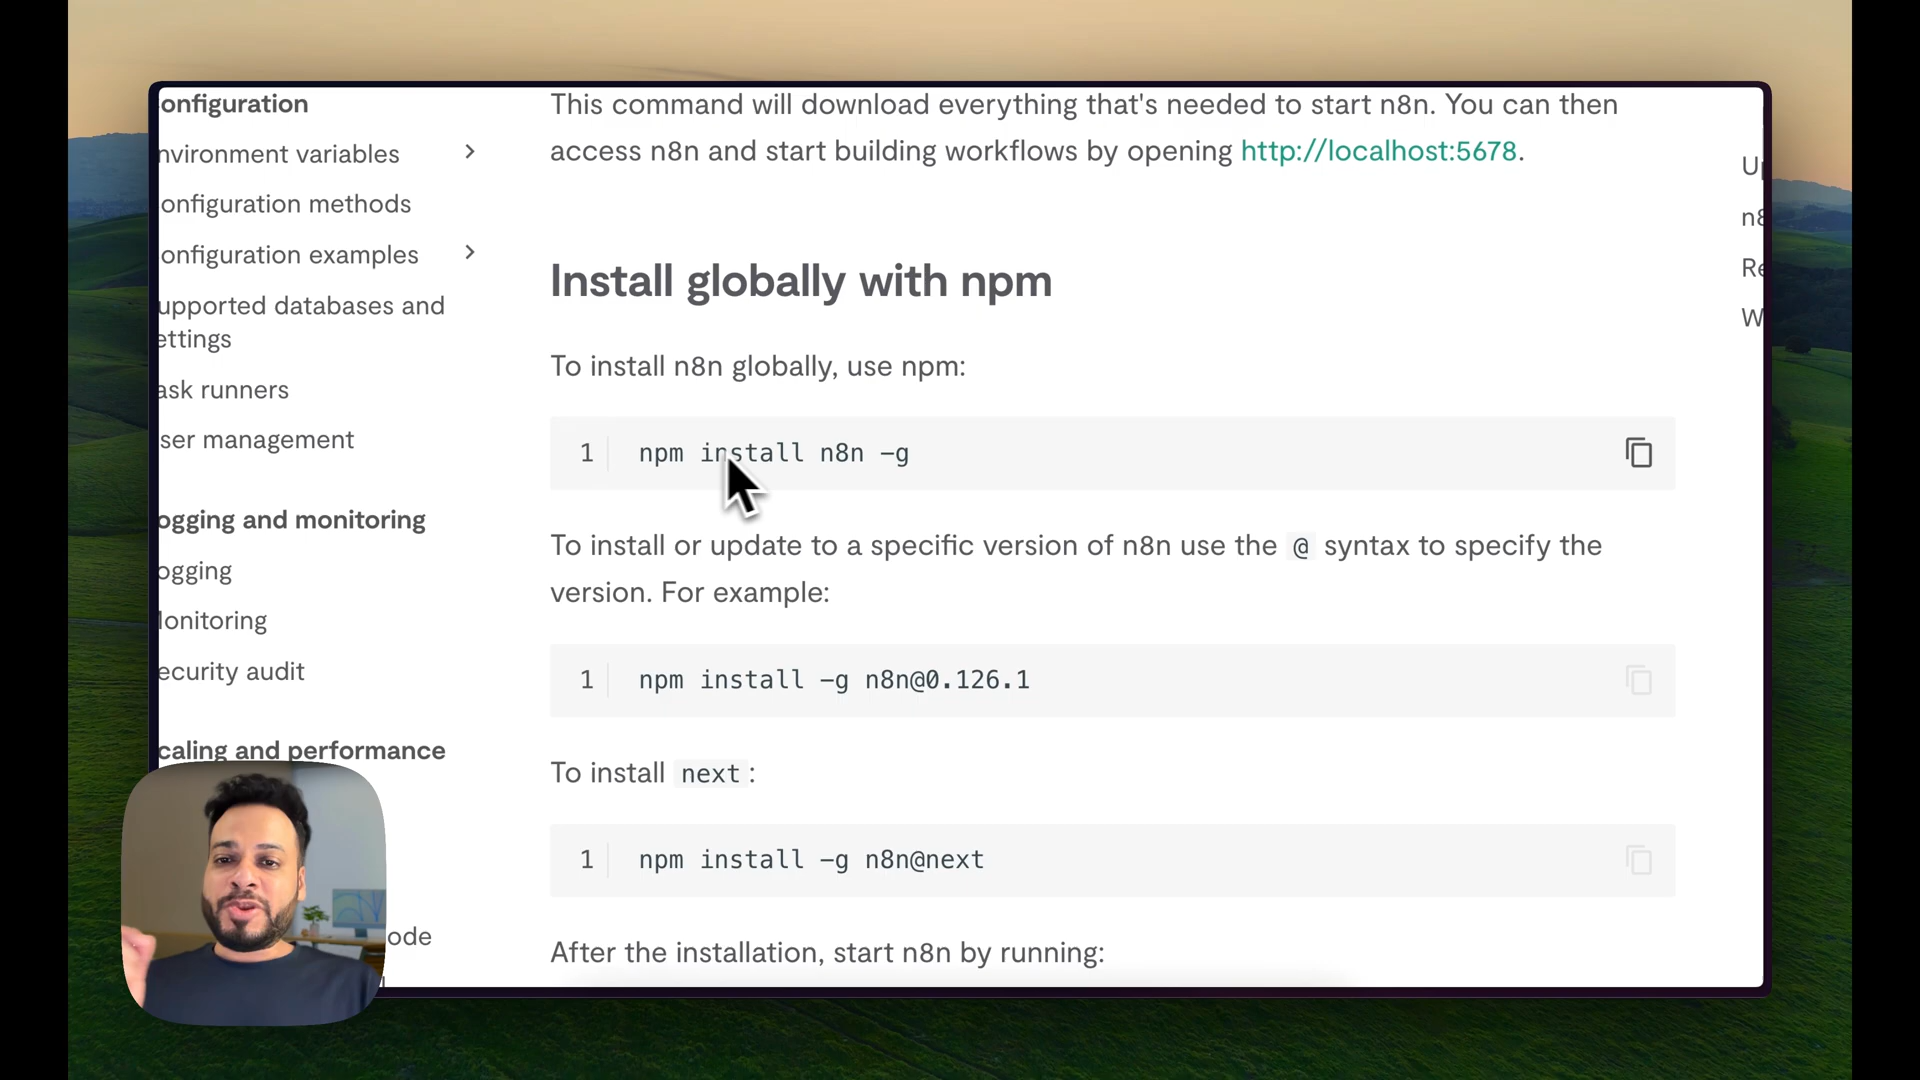 onfiguration
nvironment variables
onfiguration methods
onfiguration examples
upported databases and
ettings
ask runners
ser management
ogging and monitoring
ogging
onitoring
ecurity audit
caling and performance
ode
This command will download everything that's needed to start n8n. You can then
access n8n and start building workflows by opening http://localhost:5678.
Install globally with npm
To install n8n globally, use npm:
1 npm install n8n -g
To install or update to a specific version of n8n use the @ syntax to specify the
version. For example:
1 npm install -g n8n@0.126.1
To install next :
1 npm install -g n8n@next
After the installation, start n8n by running:
Up
n8
Re
W